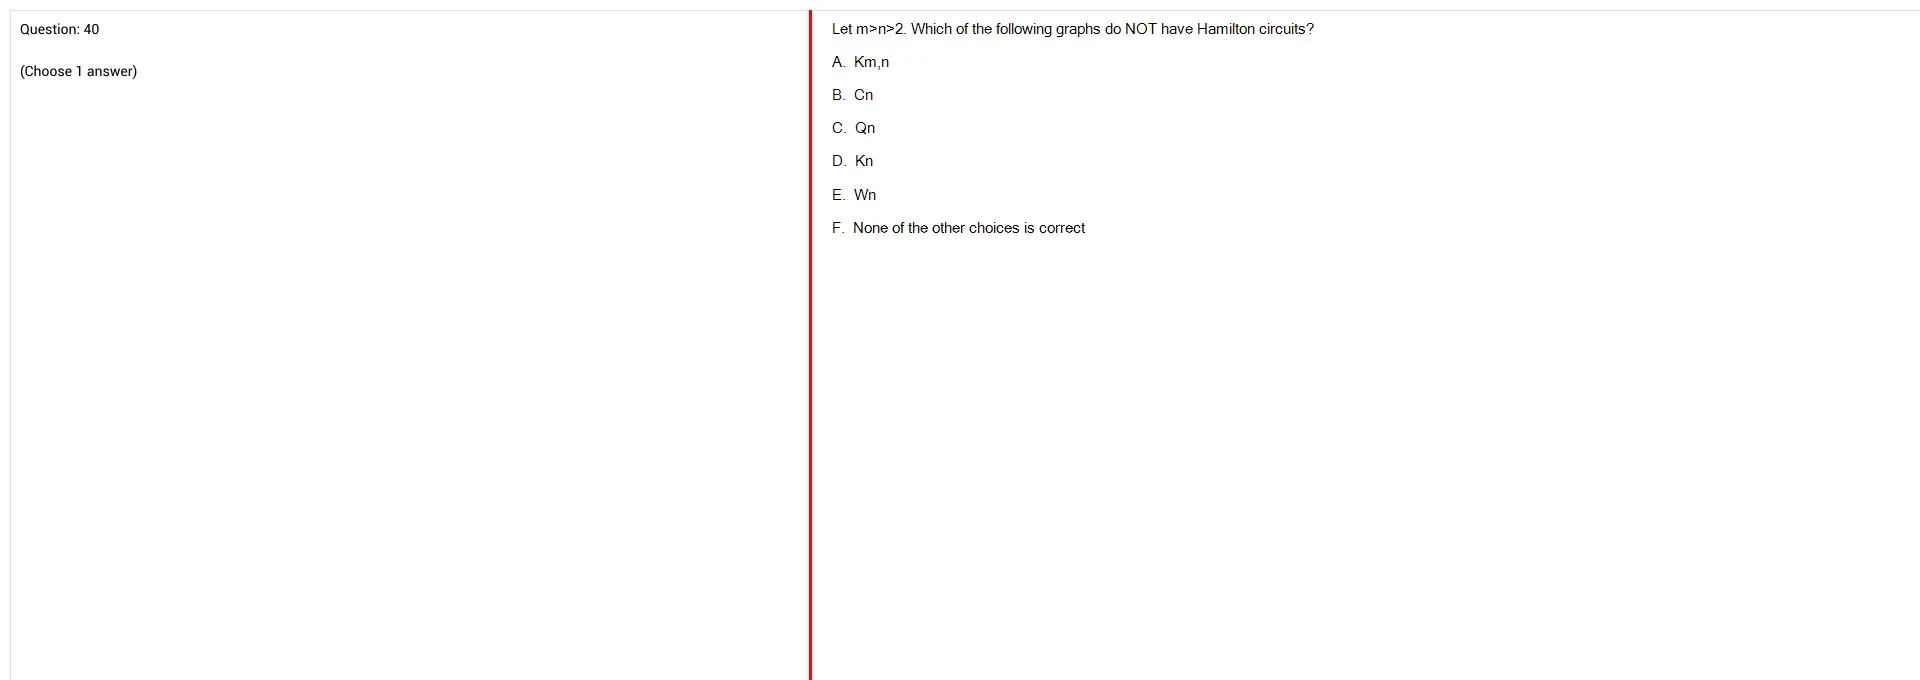 Question: 40
(Choose 1 answer)
Let m>n>2. Which of the following graphs do NOT have Hamilton circuits?
A. Km,n
B. Cn
C. Qn
D. Kn
E. Wn
F. None of the other choices is correct